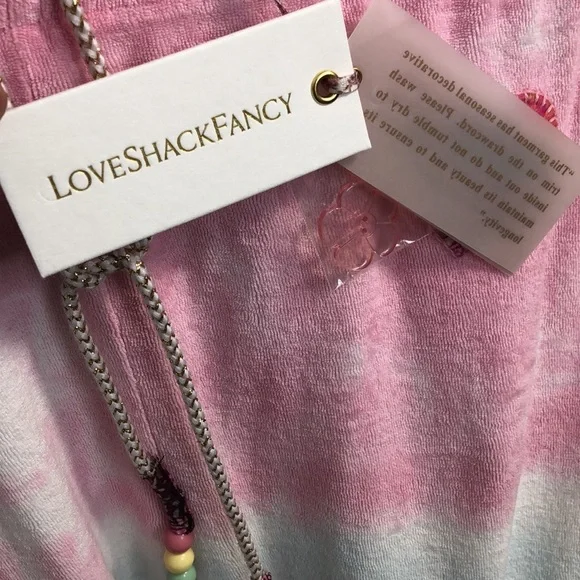 LOVESHACKFANCY
"This garment has seasonal decorative
trim on the drawcord. Please wash
inside out and do not tumble dry to
maintain its beauty and to ensure its
longevity."